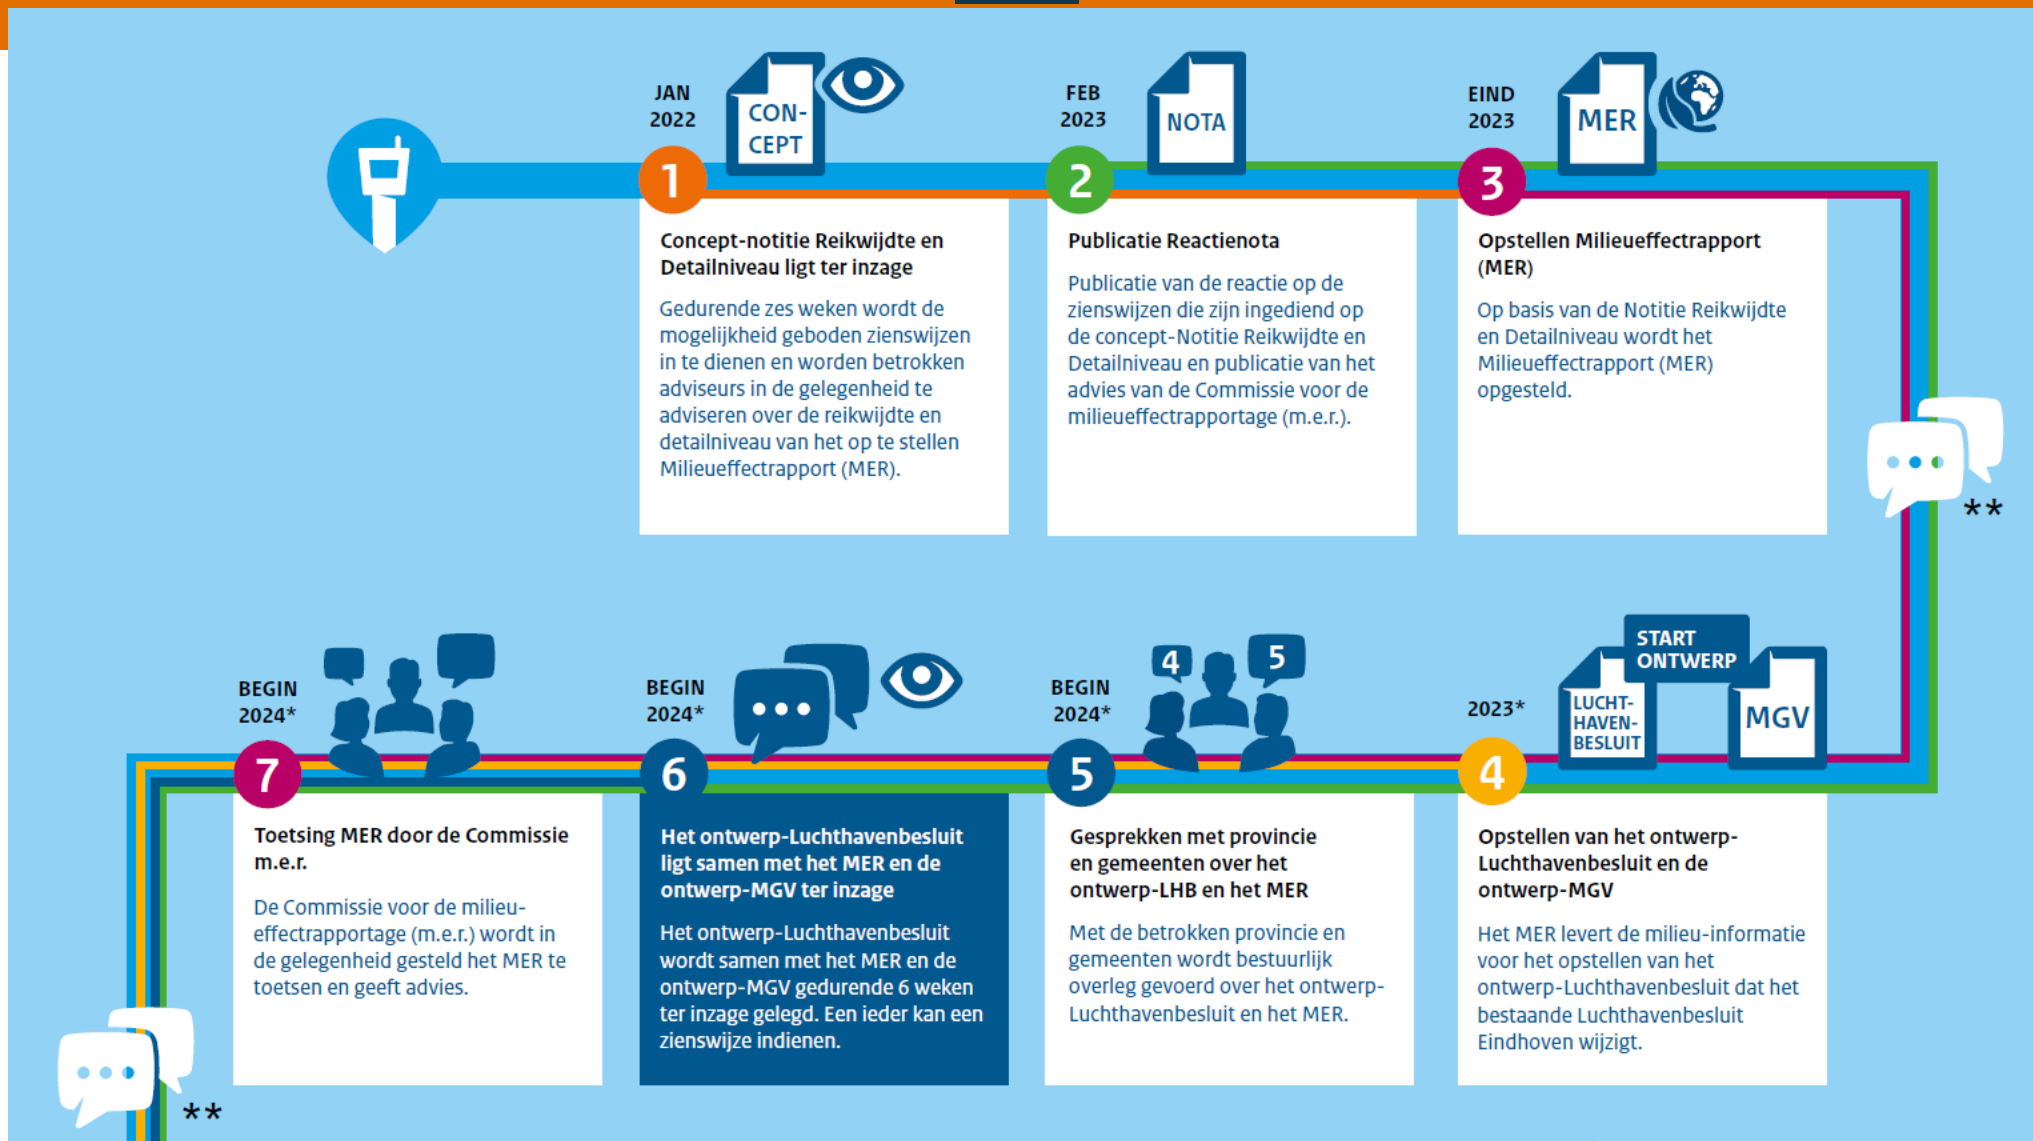 JAN
2022
CON-
CEPT
1
Concept-notitie Reikwijdte en
Detailniveau ligt ter inzage
Gedurende zes weken wordt de
mogelijkheid geboden zienswijzen
in te dienen en worden betrokken
adviseurs in de gelegenheid te
adviseren over de reikwijdte en
detailniveau van het op te stellen
Milieueffectrapport (MER).
FEB
2023
NOTA
2
Publicatie Reactienota
Publicatie van de reactie op de
zienswijzen die zijn ingediend op
de concept-Notitie Reikwijdte en
Detailniveau en publicatie van het
advies van de Commissie voor de
milieueffectrapportage (m.e.r.).
EIND
2023
MER
3
Opstellen Milieueffectrapport
(MER)
Op basis van de Notitie Reikwijdte
en Detailniveau wordt het
Milieueffectrapport (MER)
opgesteld.
**
2023*
START
ONTWERP
LUCHT-
HAVEN-
BESLUIT
MGV
4
Opstellen van het ontwerp-
Luchthavenbesluit en de
ontwerp-MGV
Het MER levert de milieu-informatie
voor het opstellen van het
ontwerp-Luchthavenbesluit dat het
bestaande Luchthavenbesluit
Eindhoven wijzigt.
BEGIN
2024*
4
5
5
Gesprekken met provincie
en gemeenten over het
ontwerp-LHB en het MER
Met de betrokken provincie en
gemeenten wordt bestuurlijk
overleg gevoerd over het ontwerp-
Luchthavenbesluit en het MER.
BEGIN
2024*
6
Het ontwerp-Luchthavenbesluit
ligt samen met het MER en de
ontwerp-MGV ter inzage
Het ontwerp-Luchthavenbesluit
wordt samen met het MER en de
ontwerp-MGV gedurende 6 weken
ter inzage gelegd. Een ieder kan een
zienswijze indienen.
BEGIN
2024*
7
Toetsing MER door de Commissie
m.e.r.
De Commissie voor de milieu-
effectrapportage (m.e.r.) wordt in
de gelegenheid gesteld het MER te
toetsen en geeft advies.
**